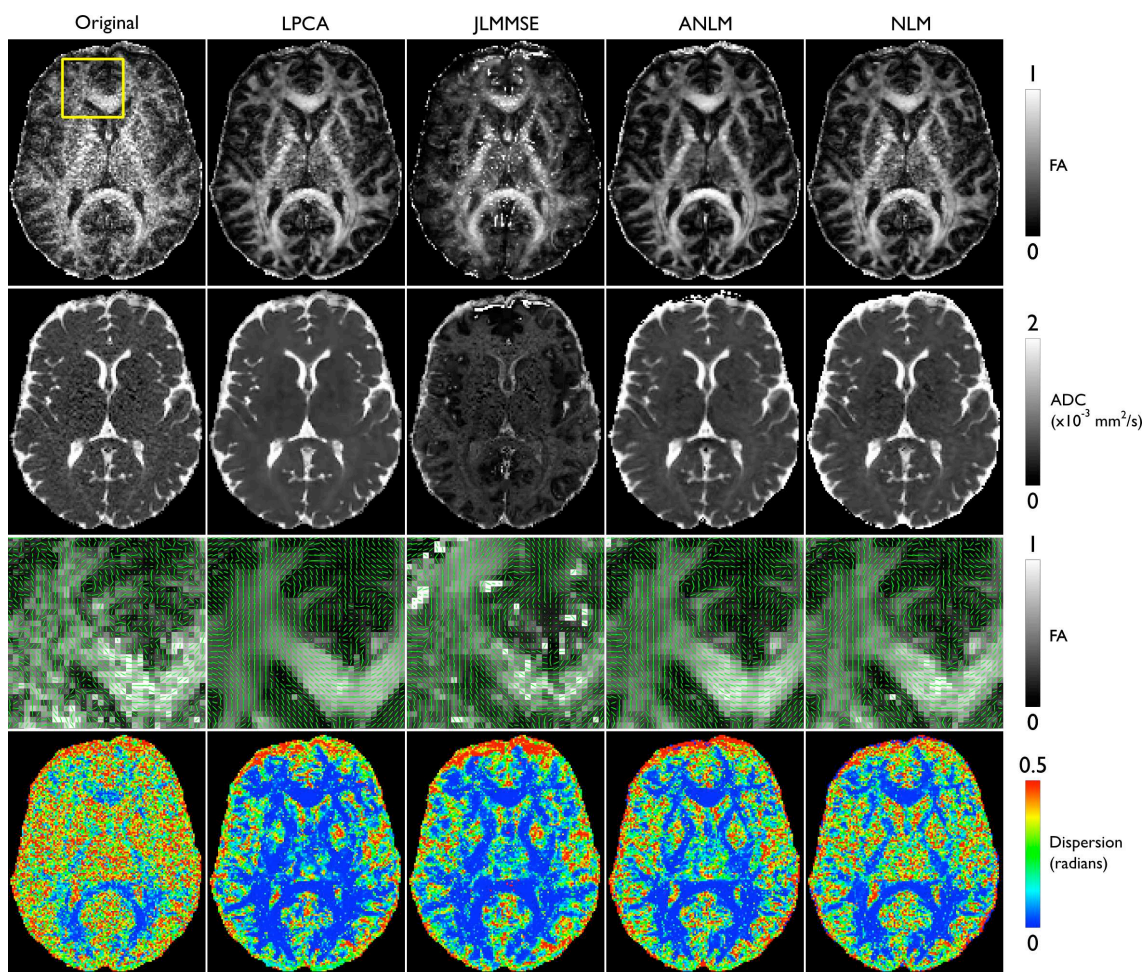 Original LPCA JLMMSE ANLM NLM
1
FA
0
2
ADC
(x10⁻³ mm²/s)
0
1
FA
0
0.5
Dispersion
(radians)
0